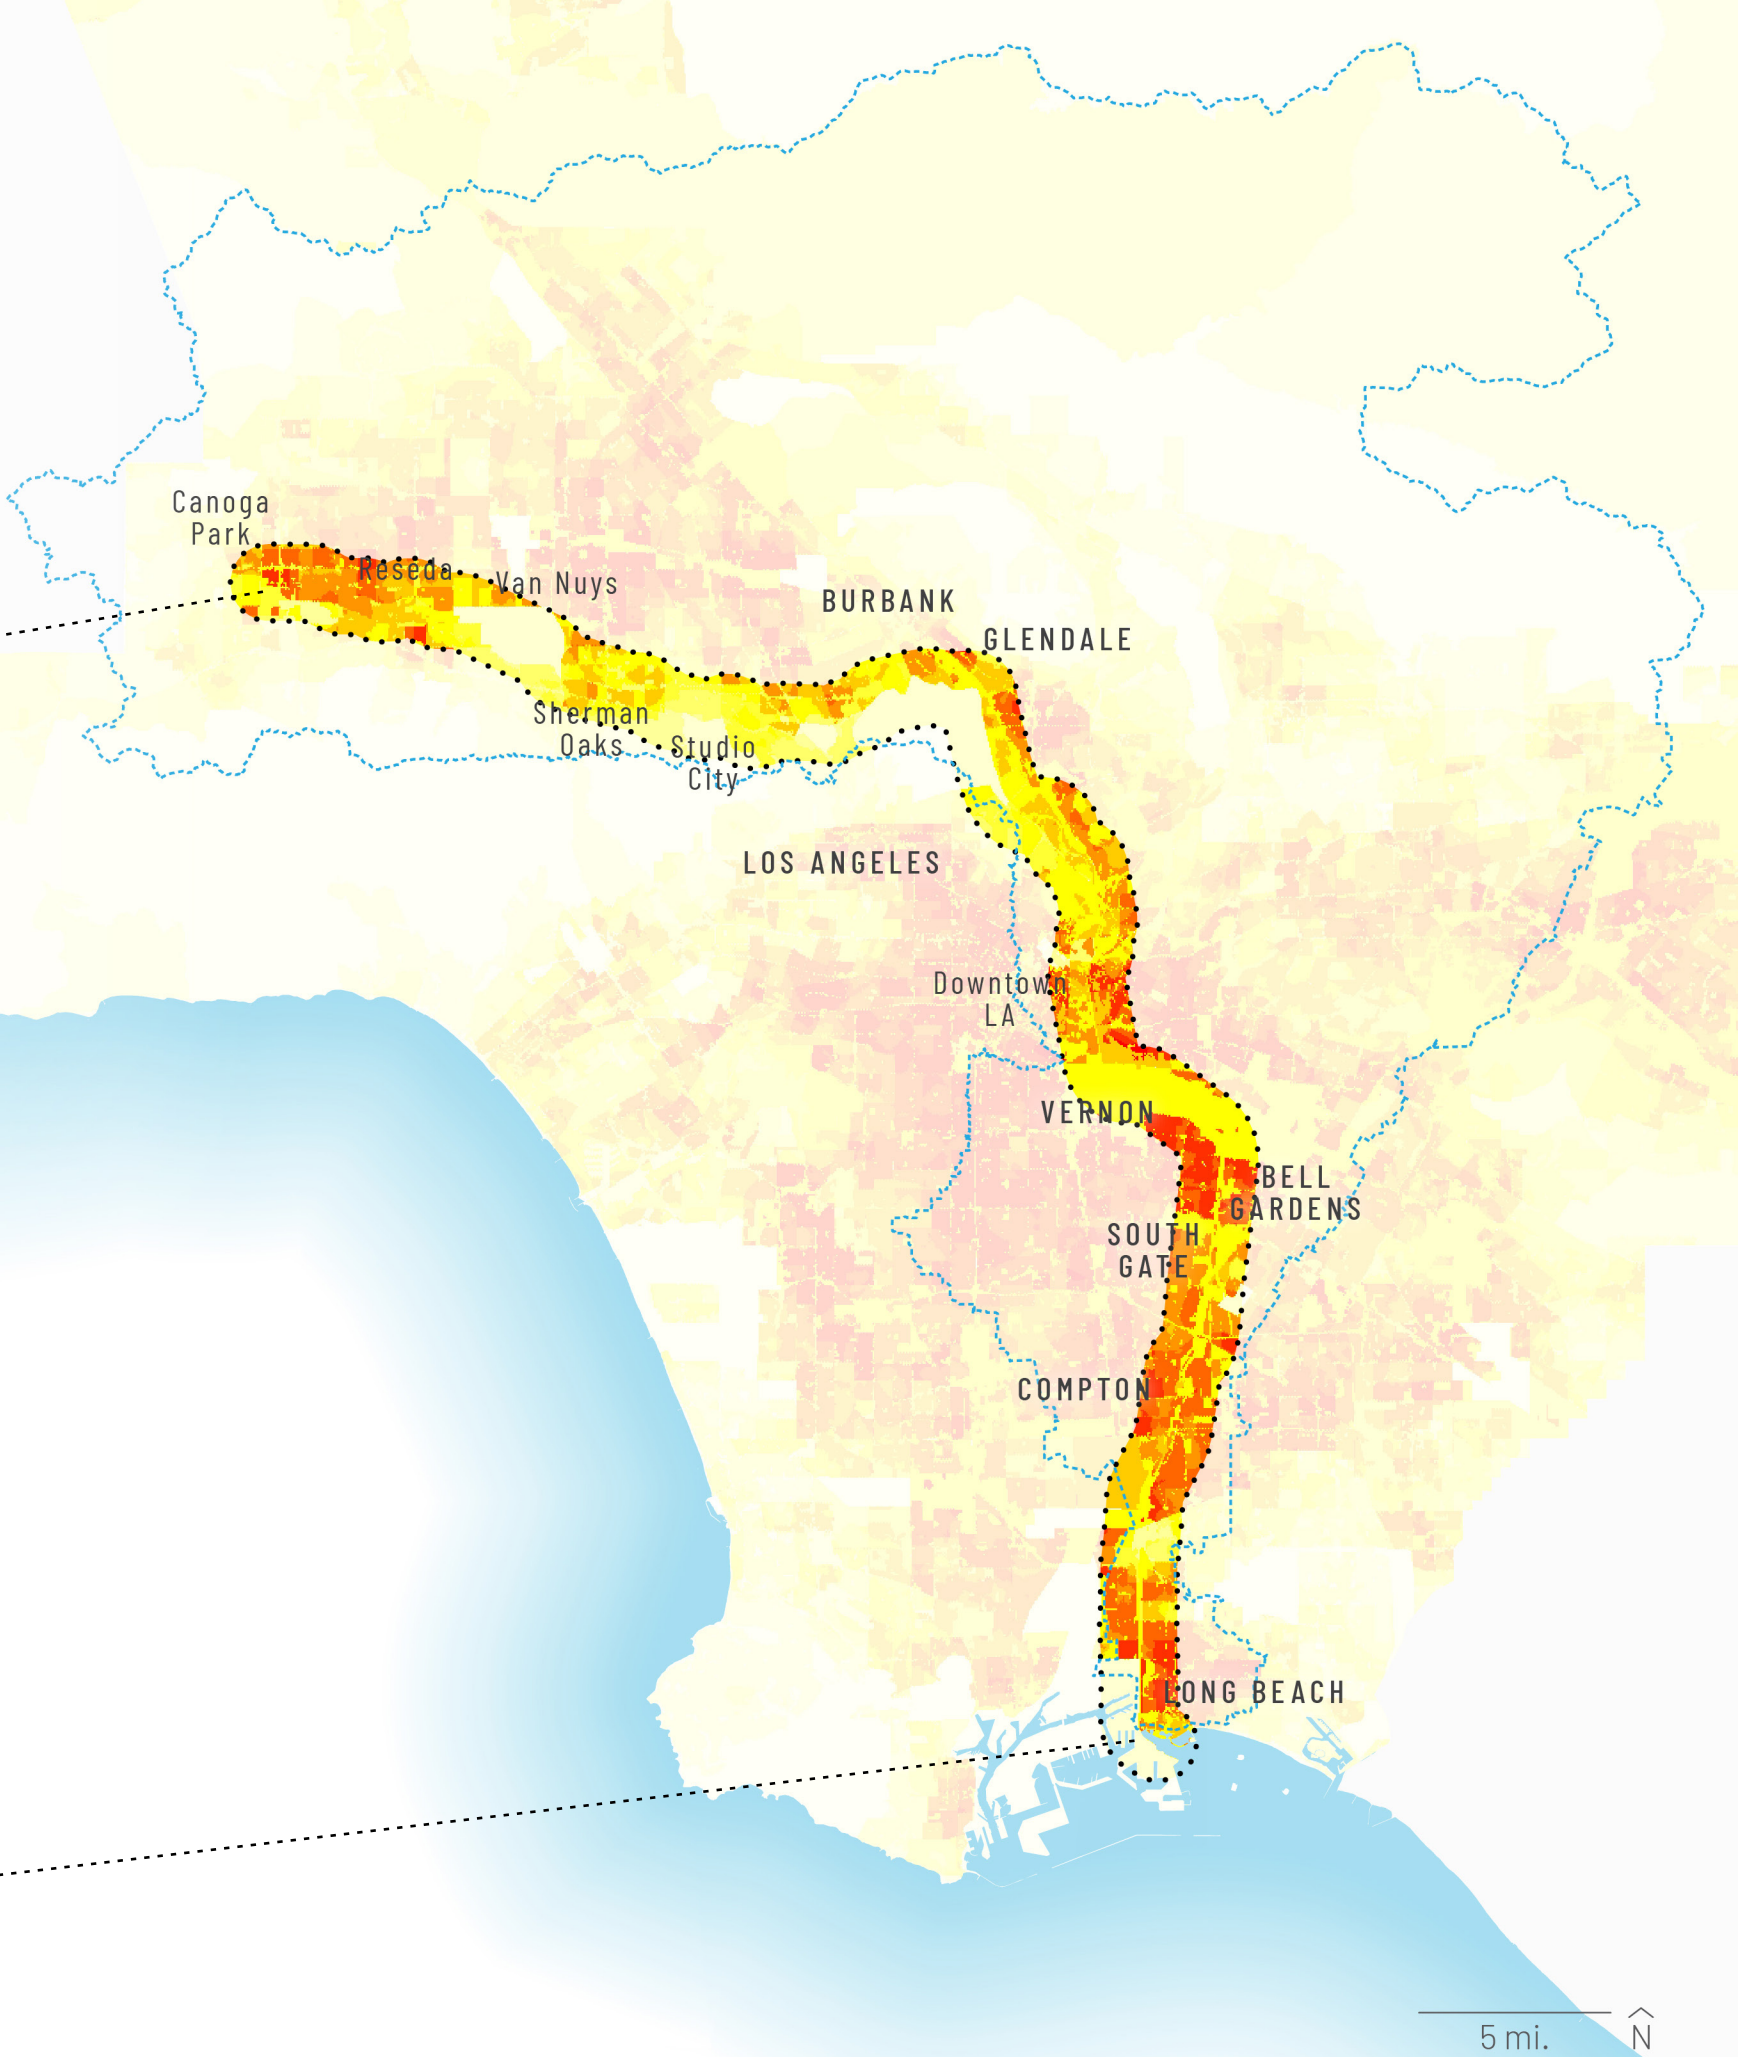 Canoga
Park
Reseda
Van Nuys
BURBANK
GLENDALE
Sherman
Oaks
Studio
City
LOS ANGELES
Downtown
LA
VERNON
BELL
GARDENS
SOUTH
GATE
COMPTON
LONG BEACH
5 mi.
N